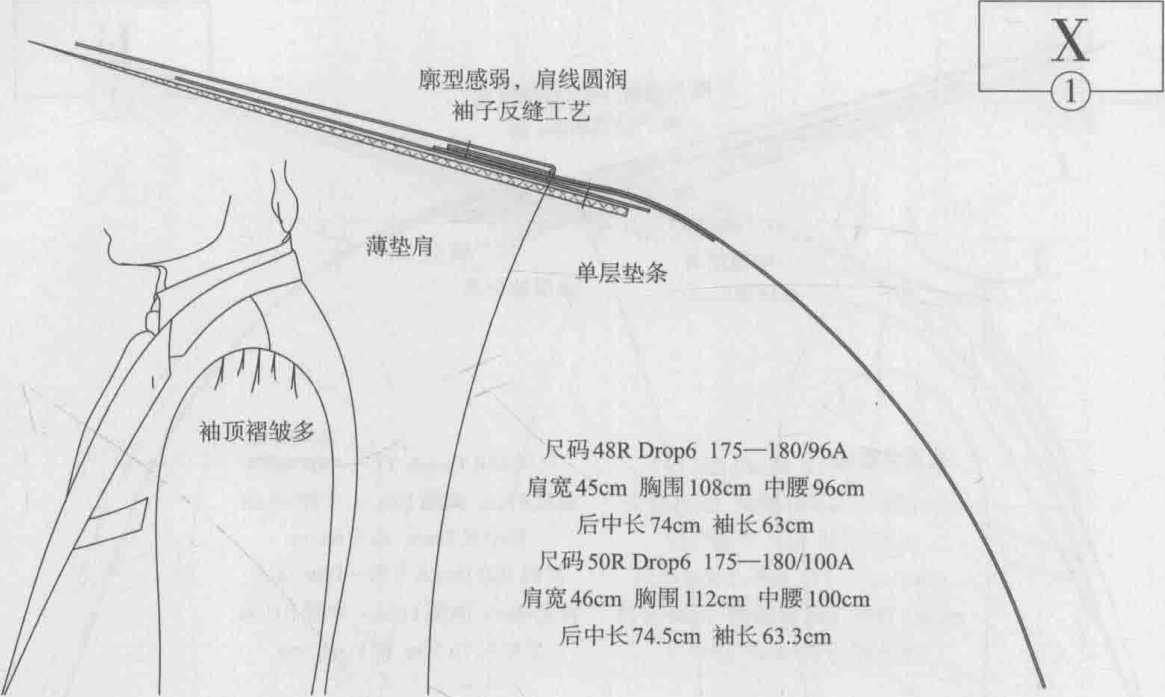 X
①
廓型感弱，肩线圆润
袖子反缝工艺
薄垫肩
单层垫条
袖顶褶皱多
尺码48R Drop6 175—180/96A
肩宽45cm 胸围108cm 中腰96cm
后中长74cm 袖长63cm
尺码50R Drop6 175—180/100A
肩宽46cm 胸围112cm 中腰100cm
后中长74.5cm 袖长63.3cm